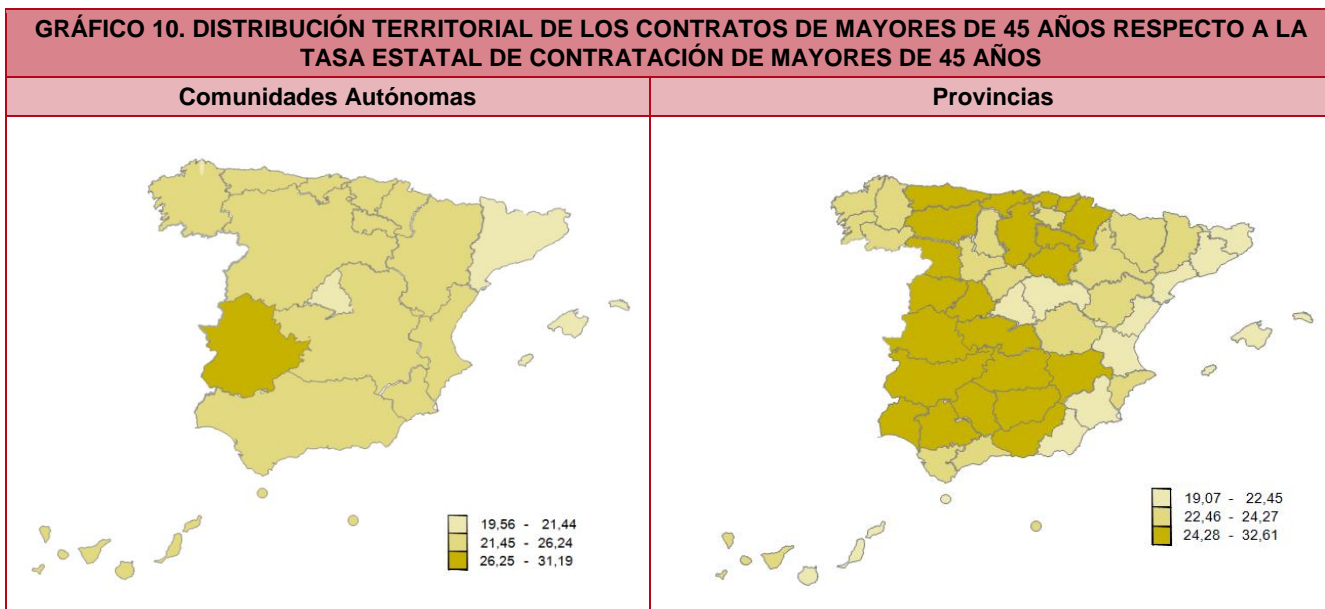 GRÁFICO 10. DISTRIBUCIÓN TERRITORIAL DE LOS CONTRATOS DE MAYORES DE 45 AÑOS RESPECTO A LA
TASA ESTATAL DE CONTRATACIÓN DE MAYORES DE 45 AÑOS
Comunidades Autónomas
Provincias
19,56 - 21,44
21,45 - 26,24
26,25 - 31,19
19,07 - 22,45
22,46 - 24,27
24,28 - 32,61